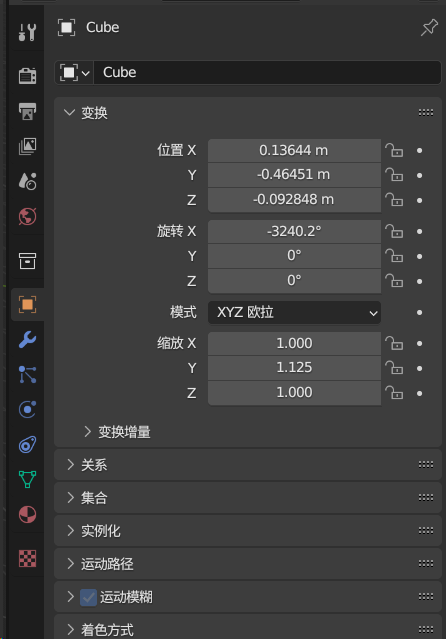 Cube
Cube
变换
位置 X 0.13644 m
Y -0.46451 m
Z -0.092848 m
旋转 X -3240.2°
Y 0°
Z 0°
模式 XYZ 欧拉
缩放 X 1.000
Y 1.125
Z 1.000
变换增量
关系
集合
实例化
运动路径
运动模糊
着色方式